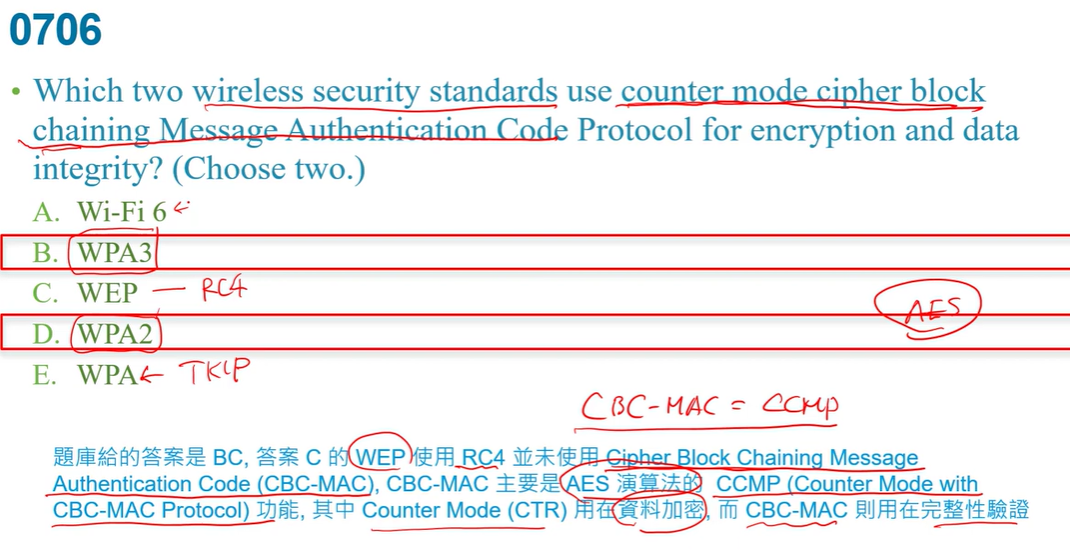 0706
• Which two wireless security standards use counter mode cipher block
chaining Message Authentication Code Protocol for encryption and data
integrity? (Choose two.)
A. Wi-Fi 6 ←
B. WPA3
C. WEP — RC4
AES
D. WPA2
E. WPA ← TKIP
CBC-MAC = CCMP
題庫給的答案是 BC, 答案 C 的 WEP 使用 RC4 並未使用 Cipher Block Chaining Message
Authentication Code (CBC-MAC), CBC-MAC 主要是 AES 演算法的 CCMP (Counter Mode with
CBC-MAC Protocol) 功能, 其中 Counter Mode (CTR) 用在資料加密, 而 CBC-MAC 則用在完整性驗證